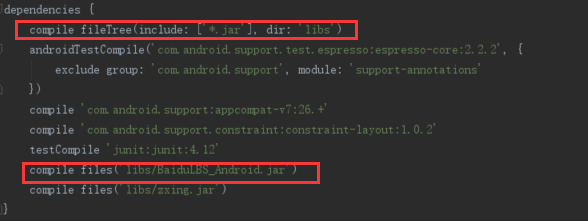 dependencies {
compile fileTree(include: ['*.jar'], dir: 'libs')
androidTestCompile('com.android.support.test.espresso:espresso-core:2.2.2', {
exclude group: 'com.android.support', module: 'support-annotations'
})
compile 'com.android.support:appcompat-v7:26.+'
compile 'com.android.support.constraint:constraint-layout:1.0.2'
testCompile 'junit:junit:4.12'
compile files('libs/BaiduLBS_Android.jar')
compile files('libs/zxing.jar')
}